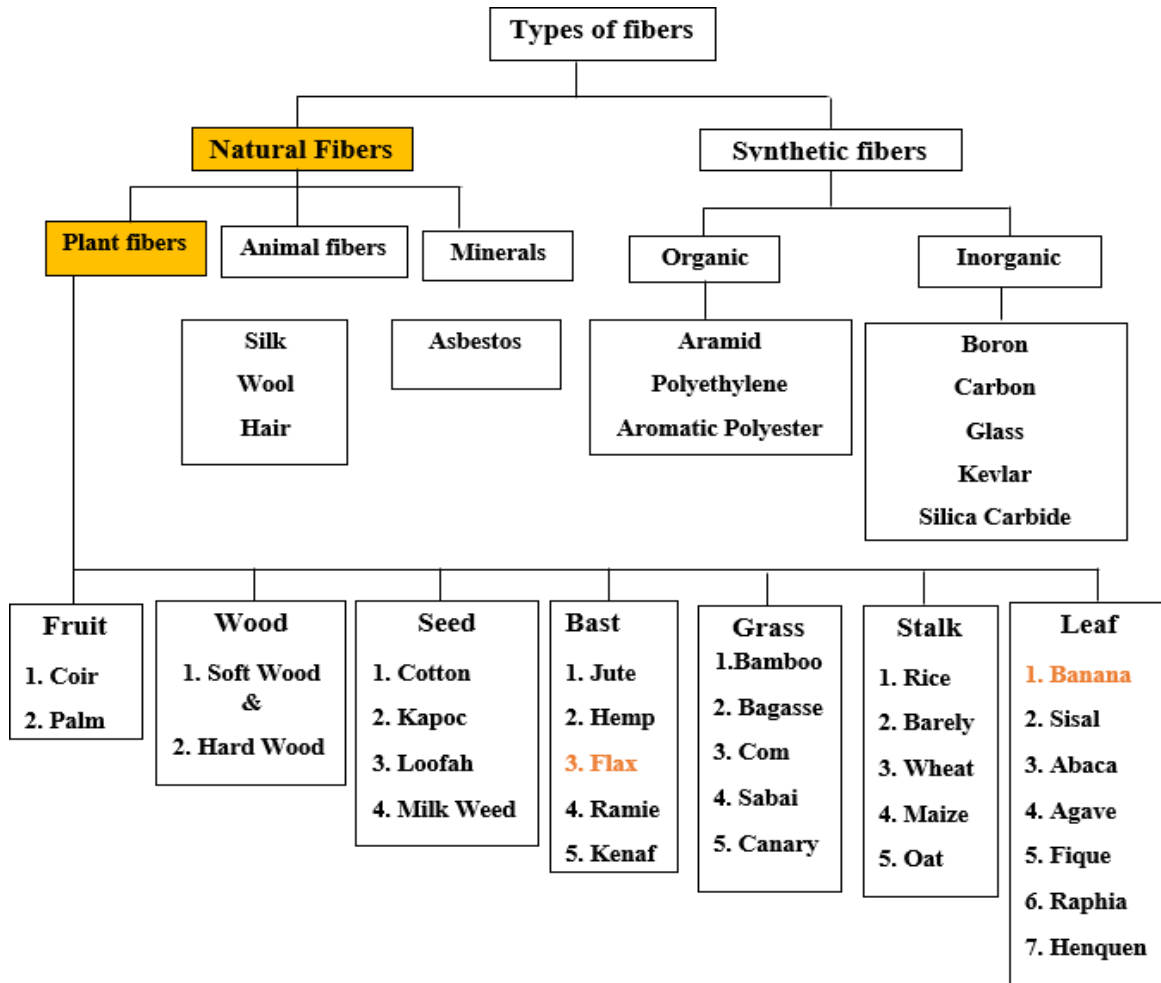 Types of fibers
Natural Fibers
Synthetic fibers
Plant fibers
Animal fibers
Minerals
Organic
Inorganic
Silk
Wool
Hair
Asbestos
Aramid
Polyethylene
Aromatic Polyester
Boron
Carbon
Glass
Kevlar
Silica Carbide
Fruit
1. Coir
2. Palm
Wood
1. Soft Wood
&
2. Hard Wood
Seed
1. Cotton
2. Kapoc
3. Loofah
4. Milk Weed
Bast
1. Jute
2. Hemp
3. Flax
4. Ramie
5. Kenaf
Grass
1.Bamboo
2. Bagasse
3. Com
4. Sabai
5. Canary
Stalk
1. Rice
2. Barely
3. Wheat
4. Maize
5. Oat
Leaf
1. Banana
2. Sisal
3. Abaca
4. Agave
5. Fique
6. Raphia
7. Henquen